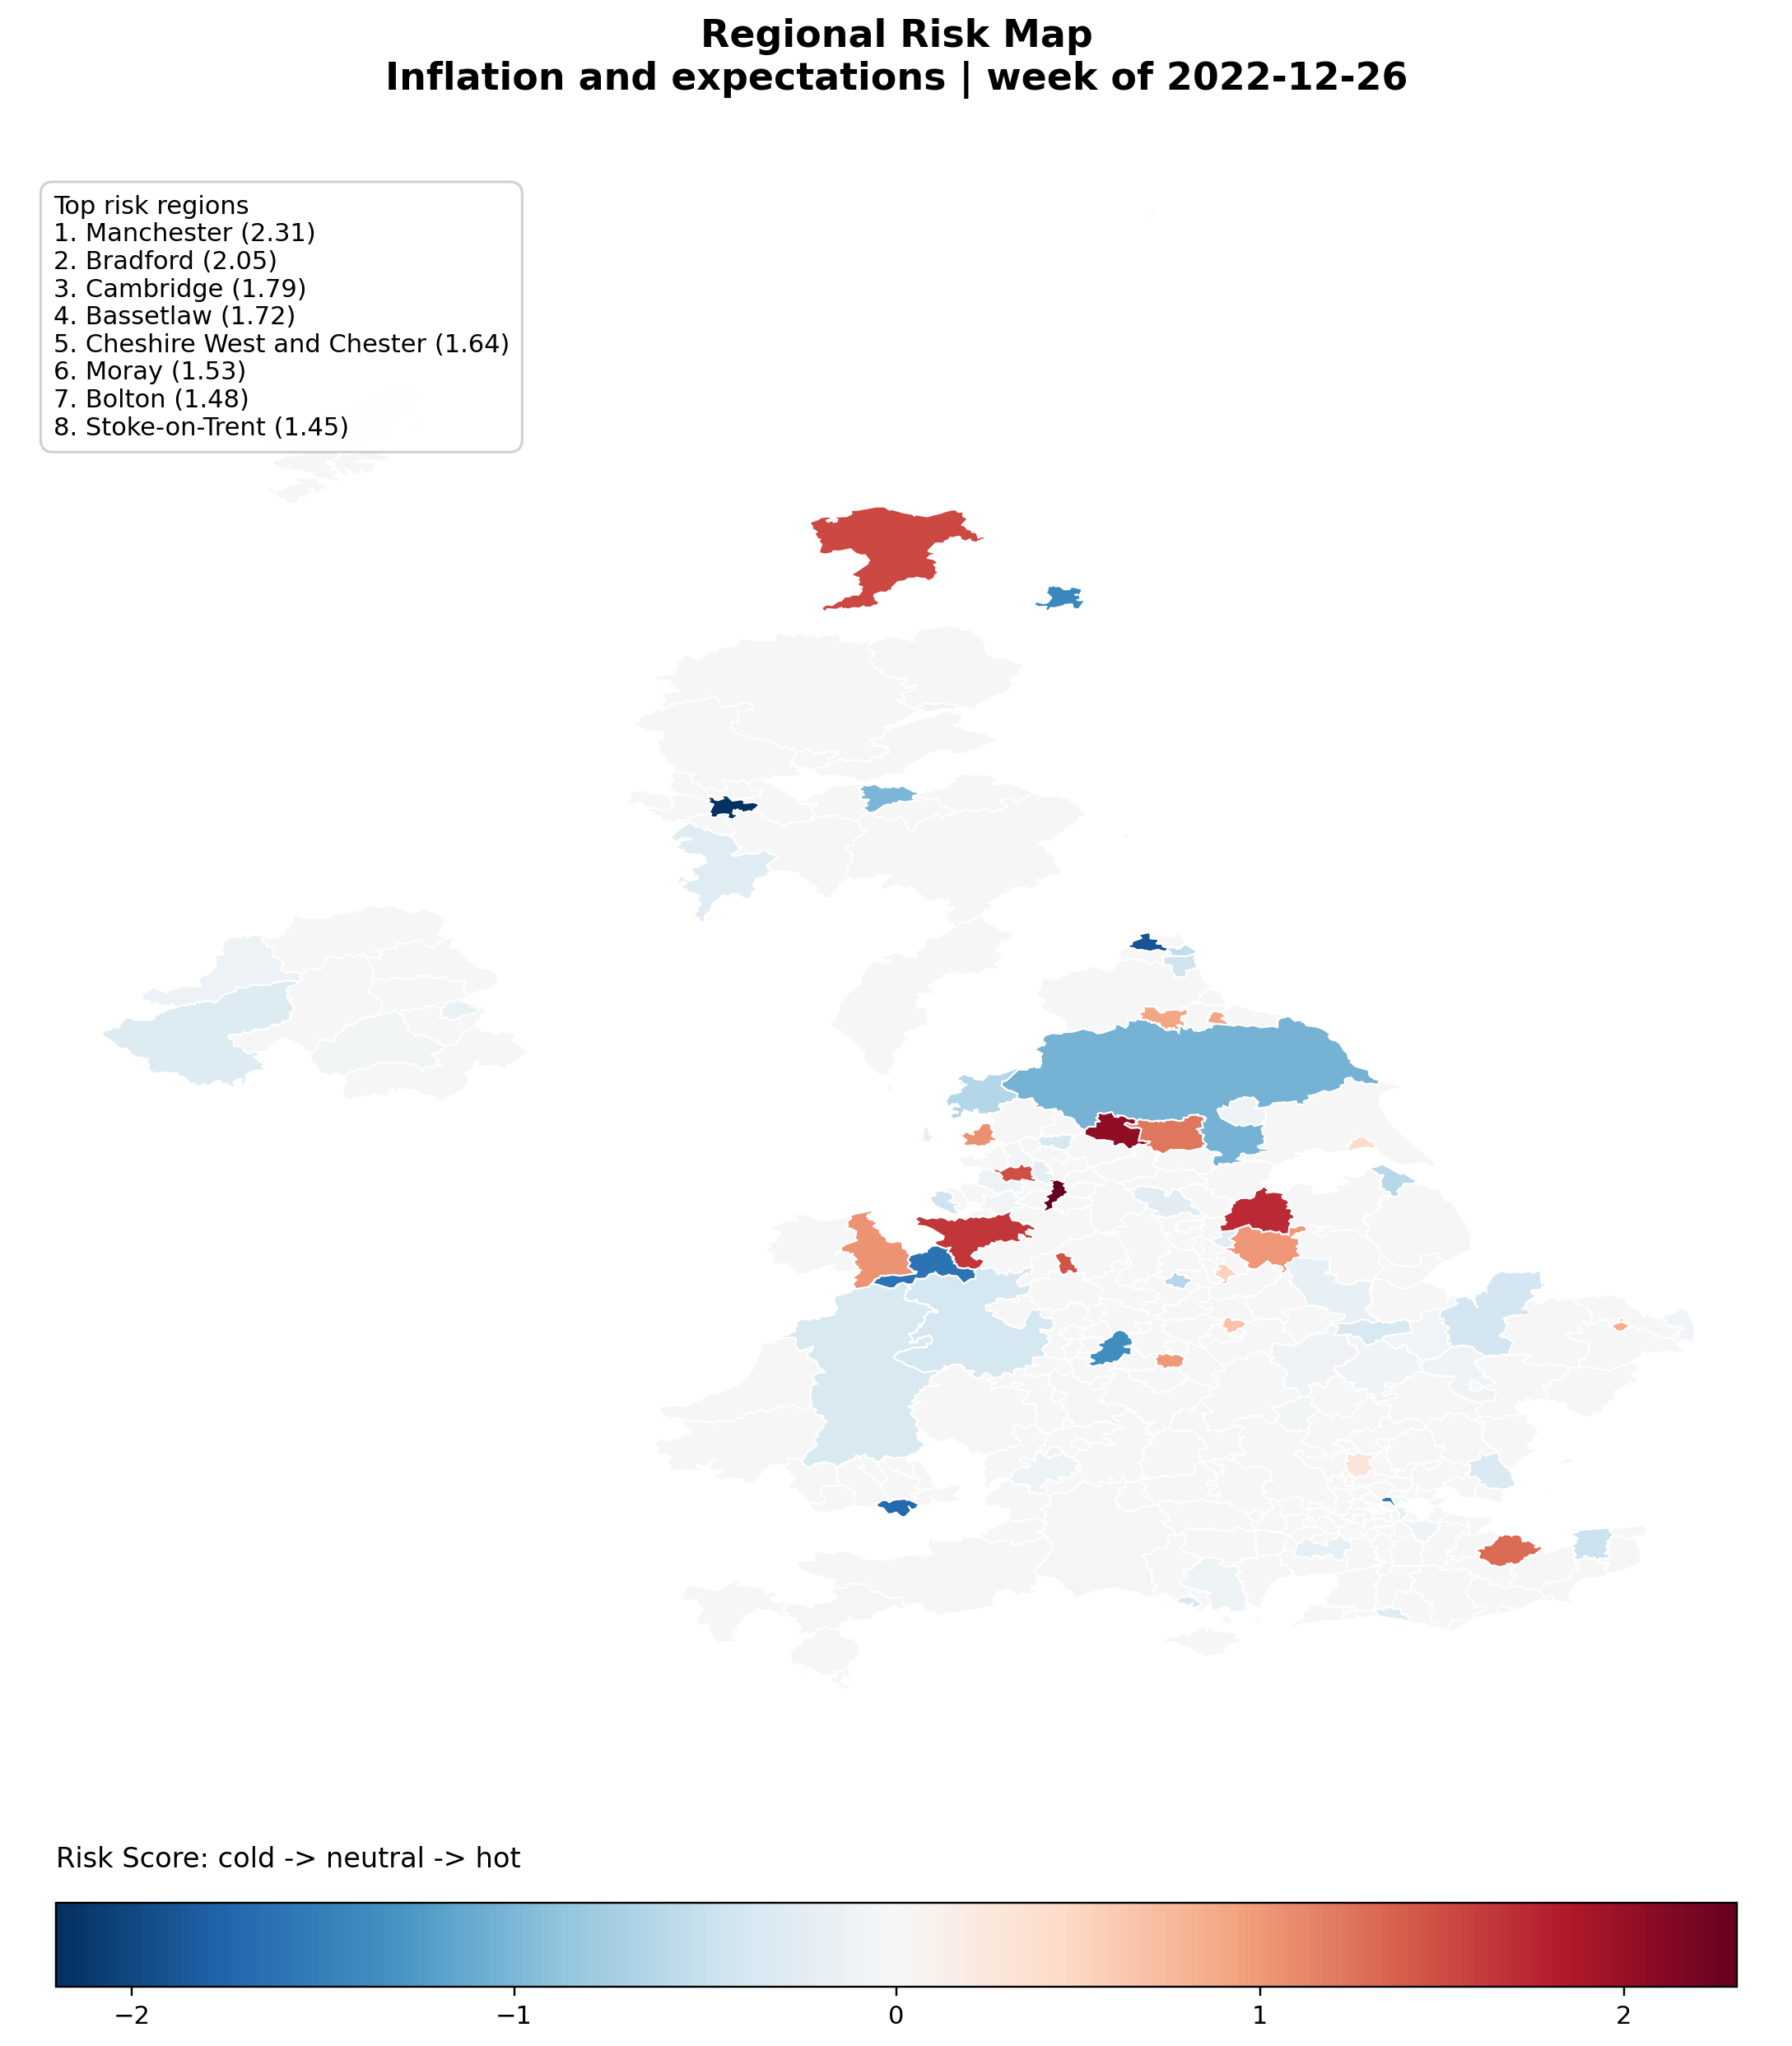 Regional Risk Map
Inflation and expectations | week of 2022-12-26
Top risk regions
1. Manchester (2.31)
2. Bradford (2.05)
3. Cambridge (1.79)
4. Bassetlaw (1.72)
5. Cheshire West and Chester (1.64)
6. Moray (1.53)
7. Bolton (1.48)
8. Stoke-on-Trent (1.45)
Risk Score: cold -> neutral -> hot
−2 −1 0 1 2